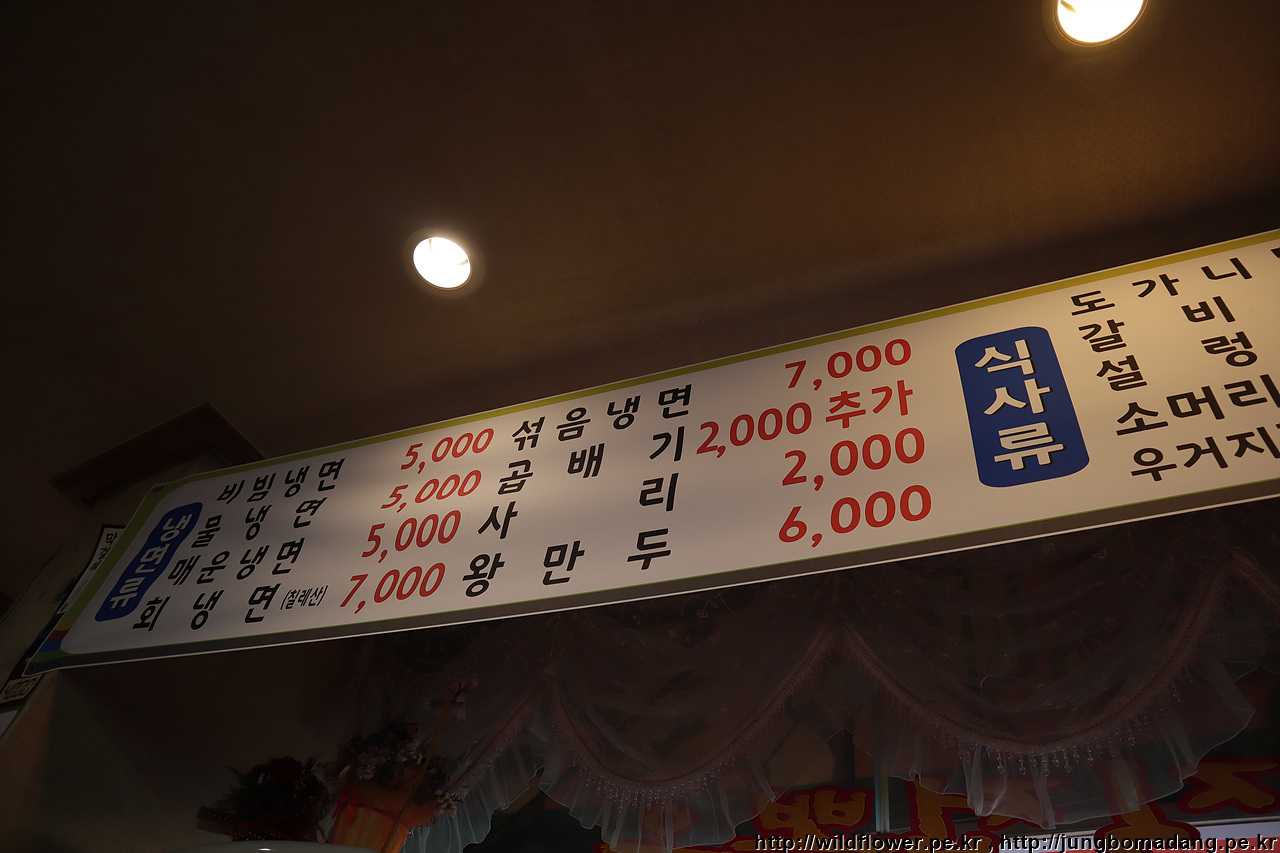 냉면류
비빔냉면 5,000 섞음냉면 7,000
물냉면 5,000 곱배기 2,000 추가
매운냉면 5,000 사리 2,000
회냉면(칠레산) 7,000 왕만두 6,000
식사류
도가니
갈비
설렁
소머리
우거지
http://wildflower.pe.kr , http://jungbomadang.pe.kr